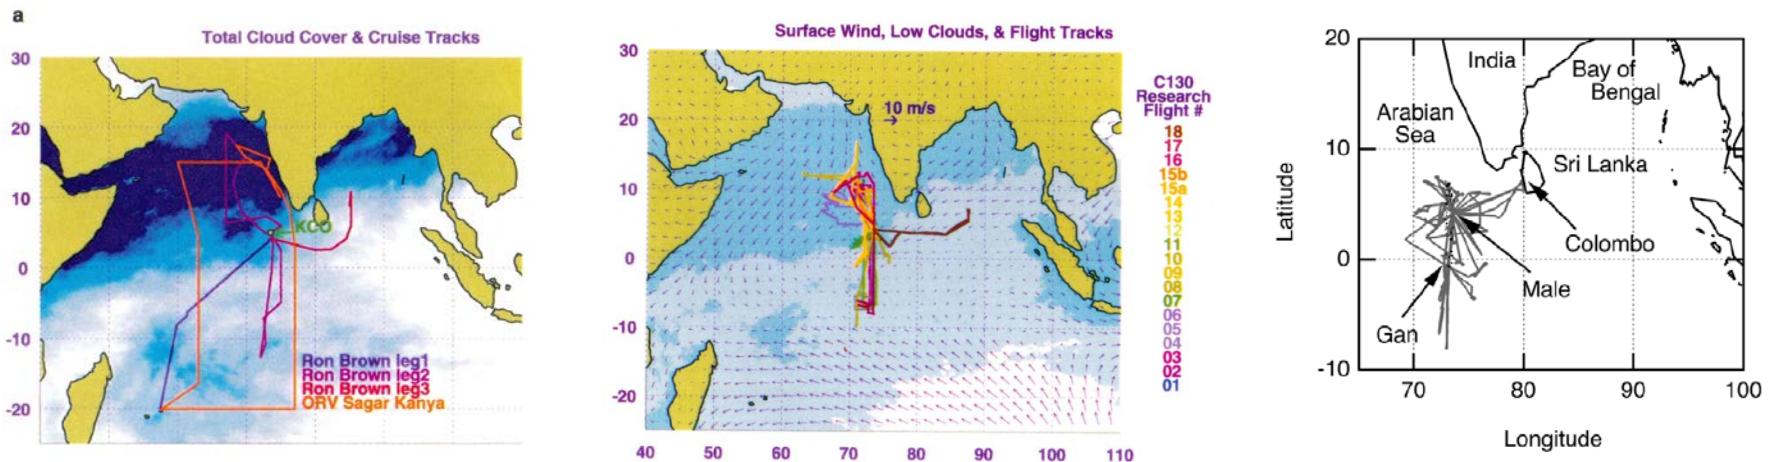 a
Total Cloud Cover & Cruise Tracks
30
20
10
0
-10
-20
KCO
Ron Brown leg1
Ron Brown leg2
Ron Brown leg3
ORV Sagar Kanya
Surface Wind, Low Clouds, & Flight Tracks
30
20
10
0
-10
-20
40 50 60 70 80 90 100 110
10 m/s
C130
Research
Flight #
18
17
16
15b
15a
14
13
12
11
10
09
08
07
06
05
04
03
02
01
20
10
0
-10
Latitude
India
Bay of
Bengal
Arabian
Sea
Sri Lanka
Colombo
Male
Gan
70 80 90 100
Longitude